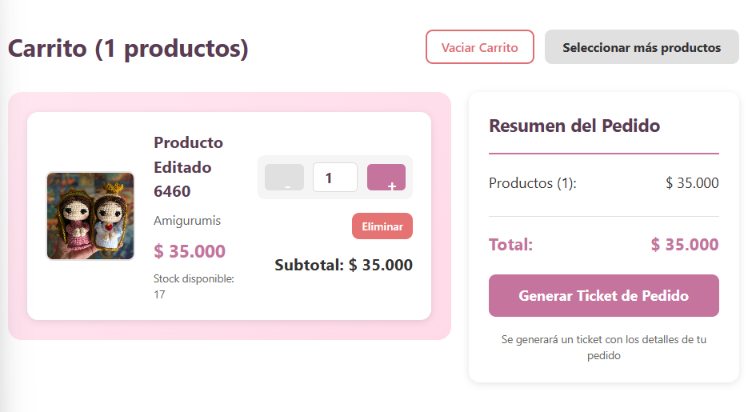 Carrito (1 productos)
Vaciar Carrito
Seleccionar más productos
Producto
Editado
6460
Amigurumis
$ 35.000
Stock disponible:
17
- 1 +
Eliminar
Subtotal: $ 35.000
Resumen del Pedido
Productos (1): $ 35.000
Total: $ 35.000
Generar Ticket de Pedido
Se generará un ticket con los detalles de tu
pedido